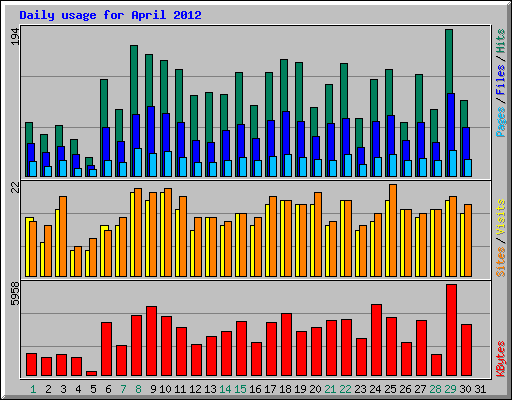 Daily usage for April 2012
194
Pages / Files / Hits
22
Sites / Visits
5958
KBytes
1 2 3 4 5 6 7 8 9 10 11 12 13 14 15 16 17 18 19 20 21 22 23 24 25 26 27 28 29 30 31